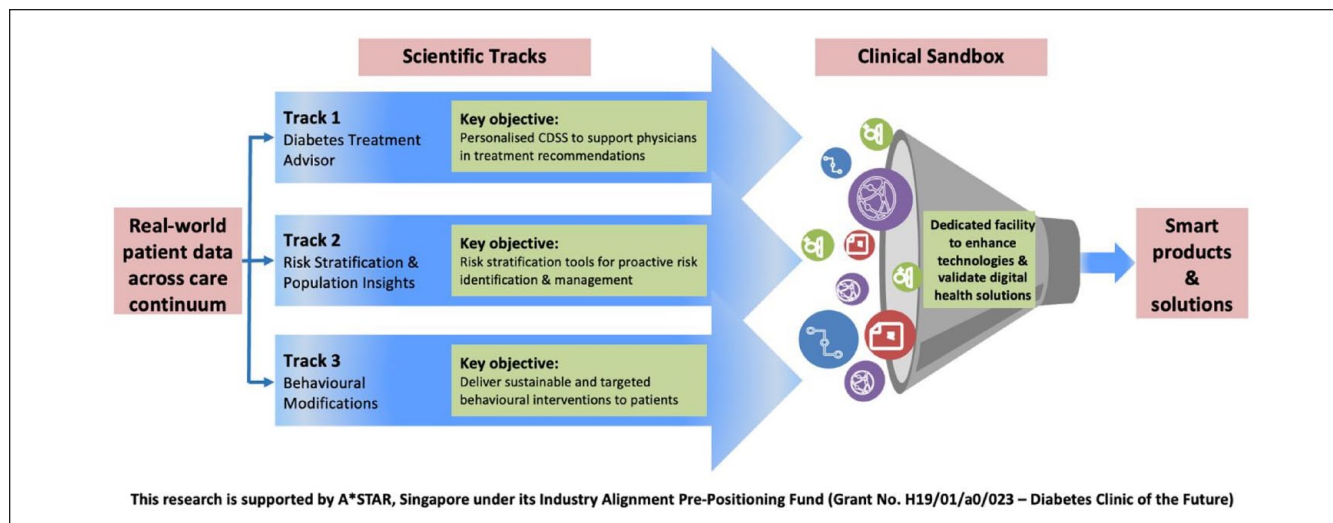 Scientific Tracks
Clinical Sandbox
Real-world
patient data
across care
continuum
Track 1
Diabetes Treatment
Advisor
Key objective:
Personalised CDSS to support physicians
in treatment recommendations
Track 2
Risk Stratification &
Population Insights
Key objective:
Risk stratification tools for proactive risk
identification & management
Track 3
Behavioural
Modifications
Key objective:
Deliver sustainable and targeted
behavioural interventions to patients
Dedicated facility
to enhance
technologies &
validate digital
health solutions
Smart
products
&
solutions
This research is supported by A*STAR, Singapore under its Industry Alignment Pre-Positioning Fund (Grant No. H19/01/a0/023 – Diabetes Clinic of the Future)